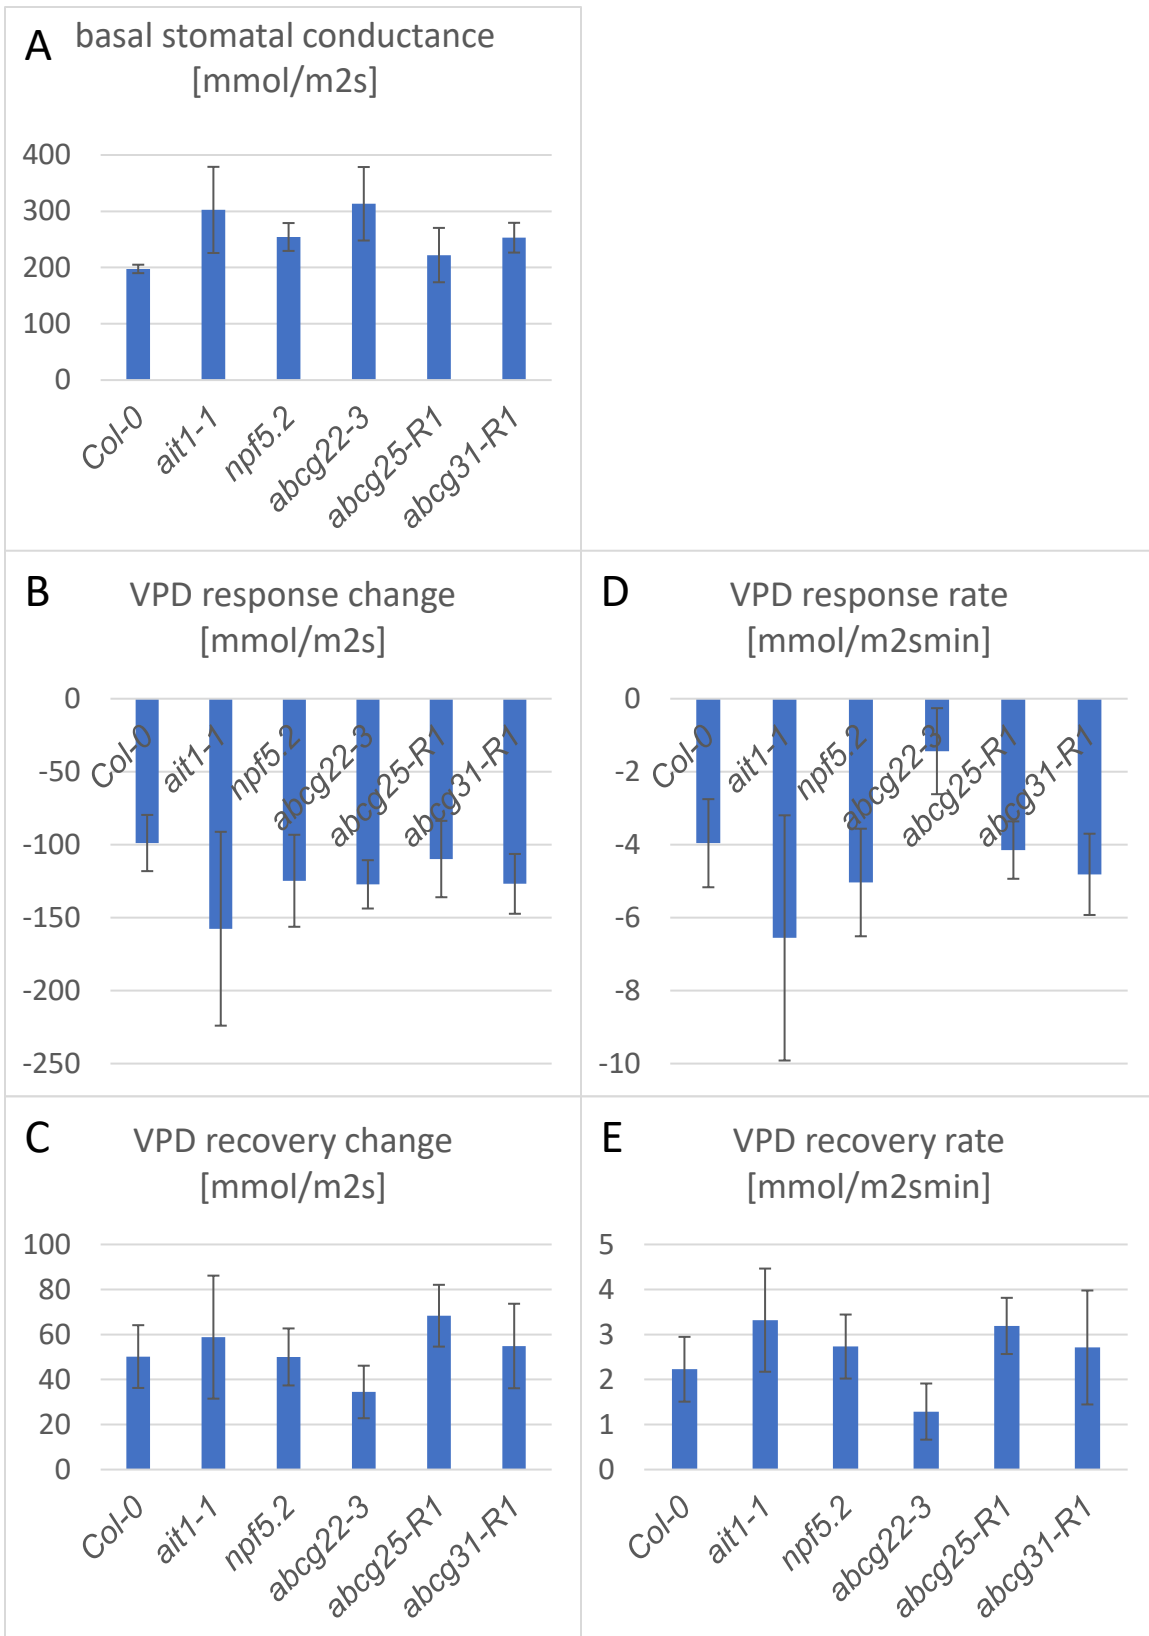 A basal stomatal conductance
[mmol/m2s]
400
300
200
100
0
Col-0 ait1-1 npf5.2 abcg22-3 abcg25-R1 abcg31-R1
B VPD response change
[mmol/m2s]
0
-50
-100
-150
-200
-250
Col-0 ait1-1 npf5.2 abcg22-3 abcg25-R1 abcg31-R1
D VPD response rate
[mmol/m2smin]
0
-2
-4
-6
-8
-10
Col-0 ait1-1 npf5.2 abcg22-3 abcg25-R1 abcg31-R1
C VPD recovery change
[mmol/m2s]
100
80
60
40
20
0
Col-0 ait1-1 npf5.2 abcg22-3 abcg25-R1 abcg31-R1
E VPD recovery rate
[mmol/m2smin]
5
4
3
2
1
0
Col-0 ait1-1 npf5.2 abcg22-3 abcg25-R1 abcg31-R1